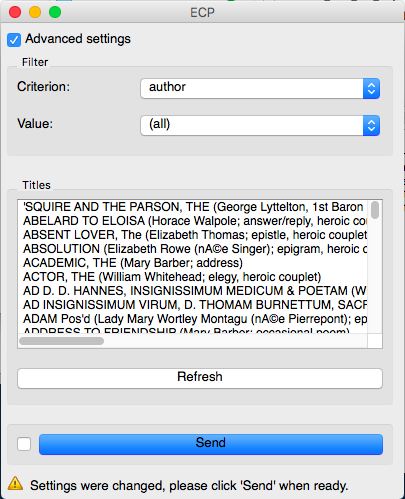 ECP
Advanced settings
Filter
Criterion: author
Value: (all)
Titles
'SQUIRE AND THE PARSON, THE (George Lyttelton, 1st Baron
ABELARD TO ELOISA (Horace Walpole; answer/reply, heroic cou
ABSENT LOVER, The (Elizabeth Thomas; epistle, heroic couplet)
ABSOLUTION (Elizabeth Rowe (nÃ©e Singer); epigram, heroic co
ACADEMIC, THE (Mary Barber; address)
ACTOR, THE (William Whitehead; elegy, heroic couplet)
AD D. D. HANNES, INSIGNISSIMUM MEDICUM & POETAM (W
AD INSIGNISSIMUM VIRUM, D. THOMAM BURNETTUM, SACR
ADAM Pos'd (Lady Mary Wortley Montagu (nÃ©e Pierrepont); ep
ADDRESS TO FRIENDSHIP (Mary Barber; occasional poem)
Refresh
Send
Settings were changed, please click 'Send' when ready.